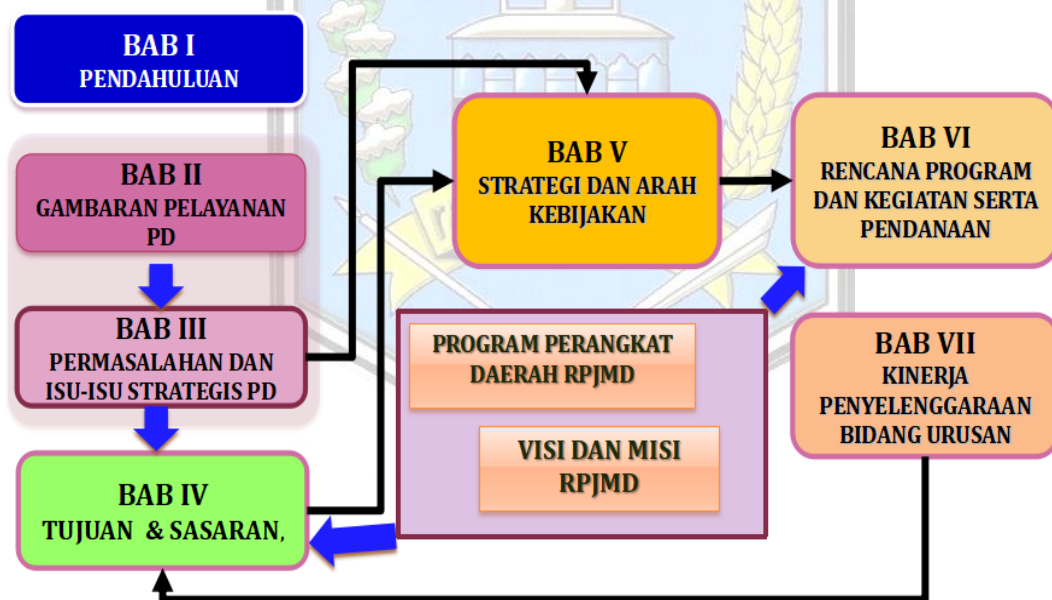 BAB I
PENDAHULUAN
BAB II
GAMBARAN PELAYANAN
PD
BAB III
PERMASALAHAN DAN
ISU-ISU STRATEGIS PD
BAB IV
TUJUAN & SASARAN,
BAB V
STRATEGI DAN ARAH
KEBIJAKAN
PROGRAM PERANGKAT
DAERAH RPJMD
VISI DAN MISI
RPJMD
BAB VI
RENCANA PROGRAM
DAN KEGIATAN SERTA
PENDANAAN
BAB VII
KINERJA
PENYELENGGARAAN
BIDANG URUSAN